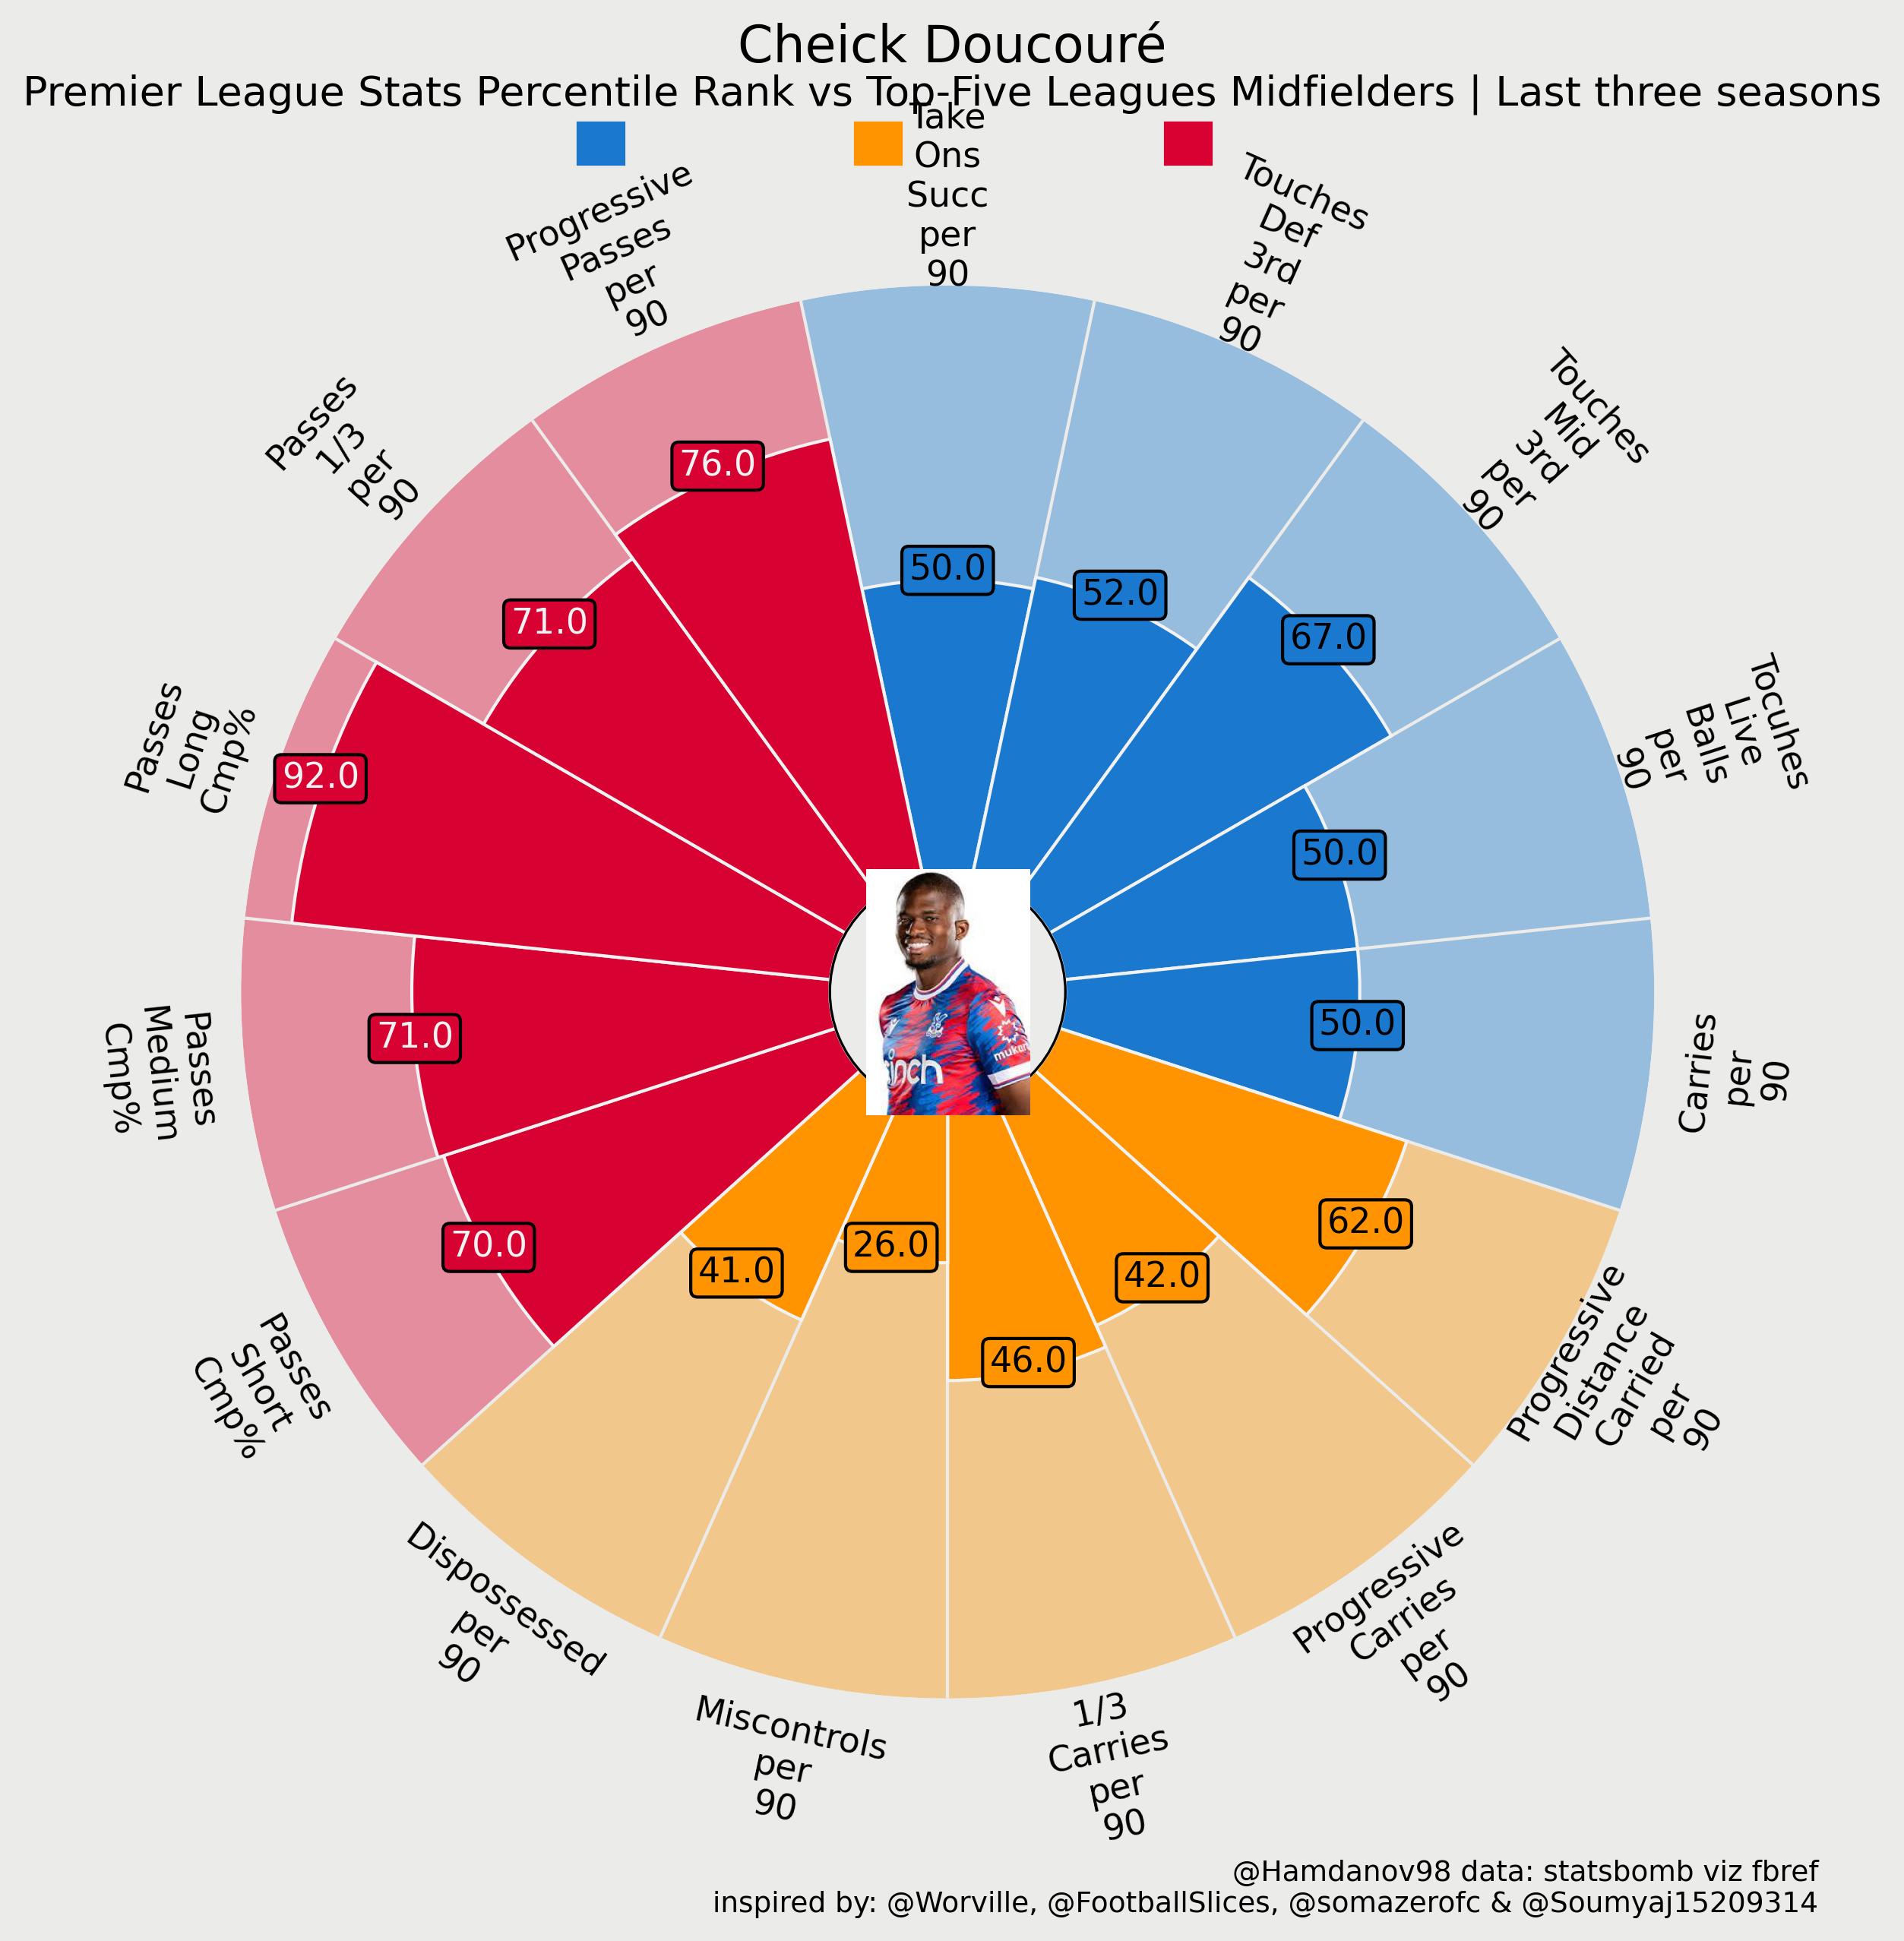 Cheick Doucouré
Premier League Stats Percentile Rank vs Top-Five Leagues Midfielders | Last three seasons
Take
Ons
Succ
per
90
Touches
Def
3rd
per
90
Touches
Mid
3rd
per
90
Tocuhes
Live
Balls
per
90
Carries
per
90
Progressive
Distance
Carried
per
90
Progressive
Carries
per
90
1/3
Carries
per
90
Miscontrols
per
90
Dispossessed
per
90
Passes
Short
Cmp%
Passes
Medium
Cmp%
Passes
Long
Cmp%
Passes
1/3
per
90
Progressive
Passes
per
90
50.0
52.0
67.0
50.0
50.0
62.0
42.0
46.0
26.0
41.0
70.0
71.0
92.0
71.0
76.0
@Hamdanov98 data: statsbomb viz fbref
inspired by: @Worville, @FootballSlices, @somazerofc & @Soumyaj15209314